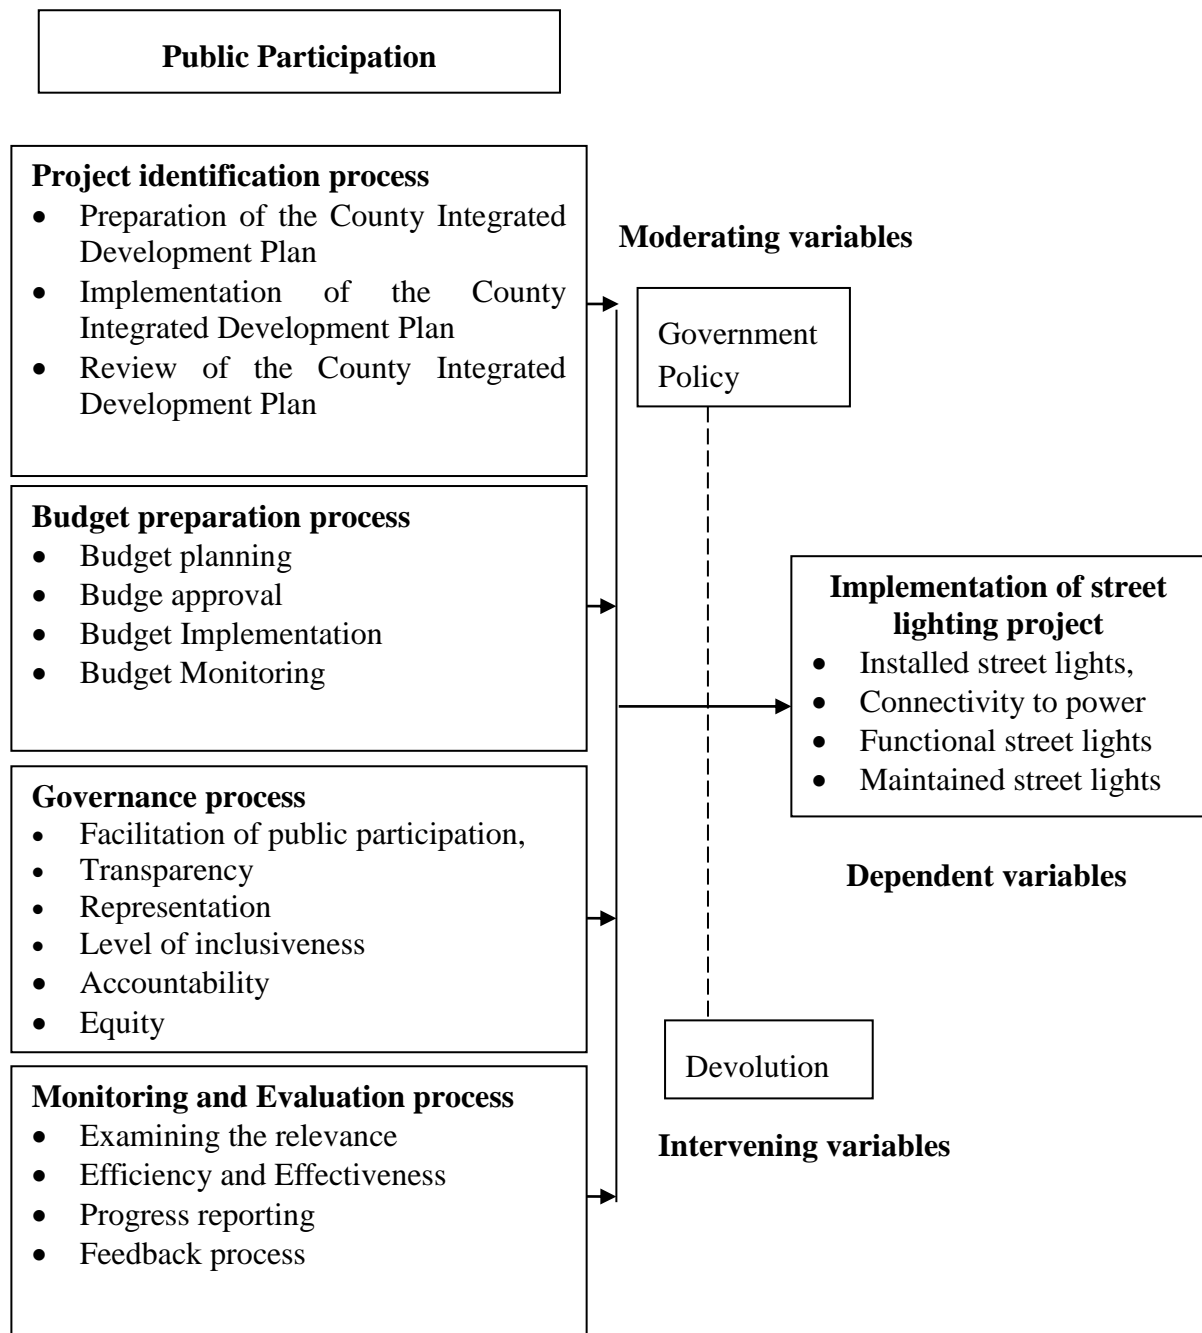 Public Participation
Project identification process
• Preparation of the County Integrated
Development Plan
• Implementation of the County
Integrated Development Plan
• Review of the County Integrated
Development Plan
Budget preparation process
• Budget planning
• Budge approval
• Budget Implementation
• Budget Monitoring
Governance process
• Facilitation of public participation,
• Transparency
• Representation
• Level of inclusiveness
• Accountability
• Equity
Monitoring and Evaluation process
• Examining the relevance
• Efficiency and Effectiveness
• Progress reporting
• Feedback process
Moderating variables
Government
Policy
Devolution
Intervening variables
Implementation of street
lighting project
• Installed street lights,
• Connectivity to power
• Functional street lights
• Maintained street lights
Dependent variables